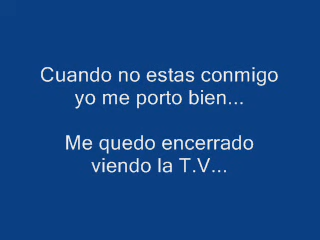 Cuando no estas conmigo
yo me porto bien...
Me quedo encerrado
viendo la T.V...